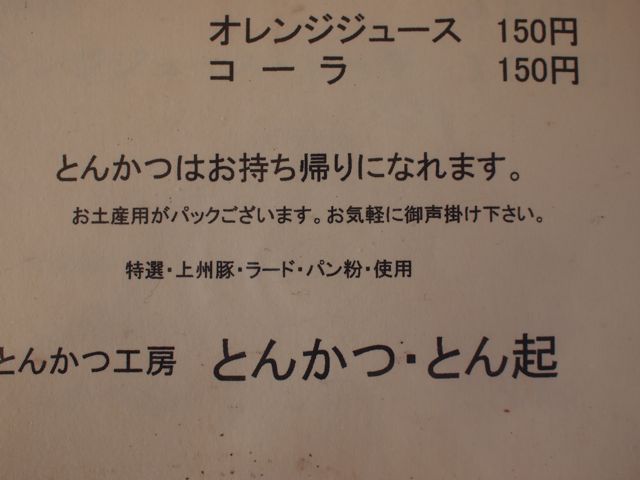 オレンジジュース 150円
コーラ 150円
とんかつはお持ち帰りになれます。
お土産用がパックございます。お気軽に御声掛け下さい。
特選・上州豚・ラード・パン粉・使用
とんかつ工房 とんかつ・とん起